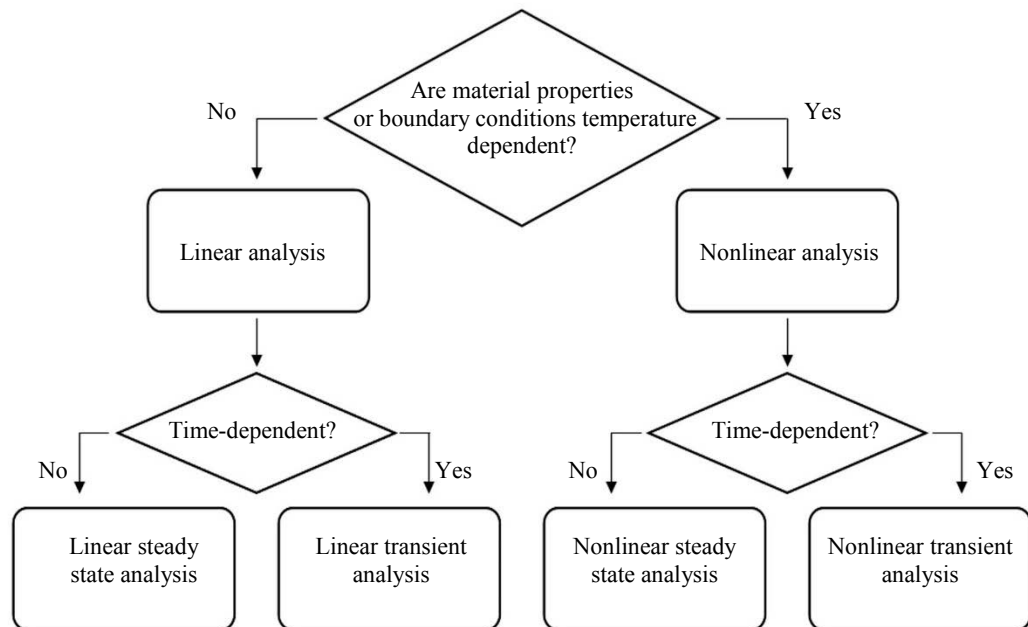 Are material properties
or boundary conditions temperature
dependent?
No
Yes
Linear analysis
Nonlinear analysis
Time-dependent?
Time-dependent?
No
Yes
No
Yes
Linear steady
state analysis
Linear transient
analysis
Nonlinear steady
state analysis
Nonlinear transient
analysis